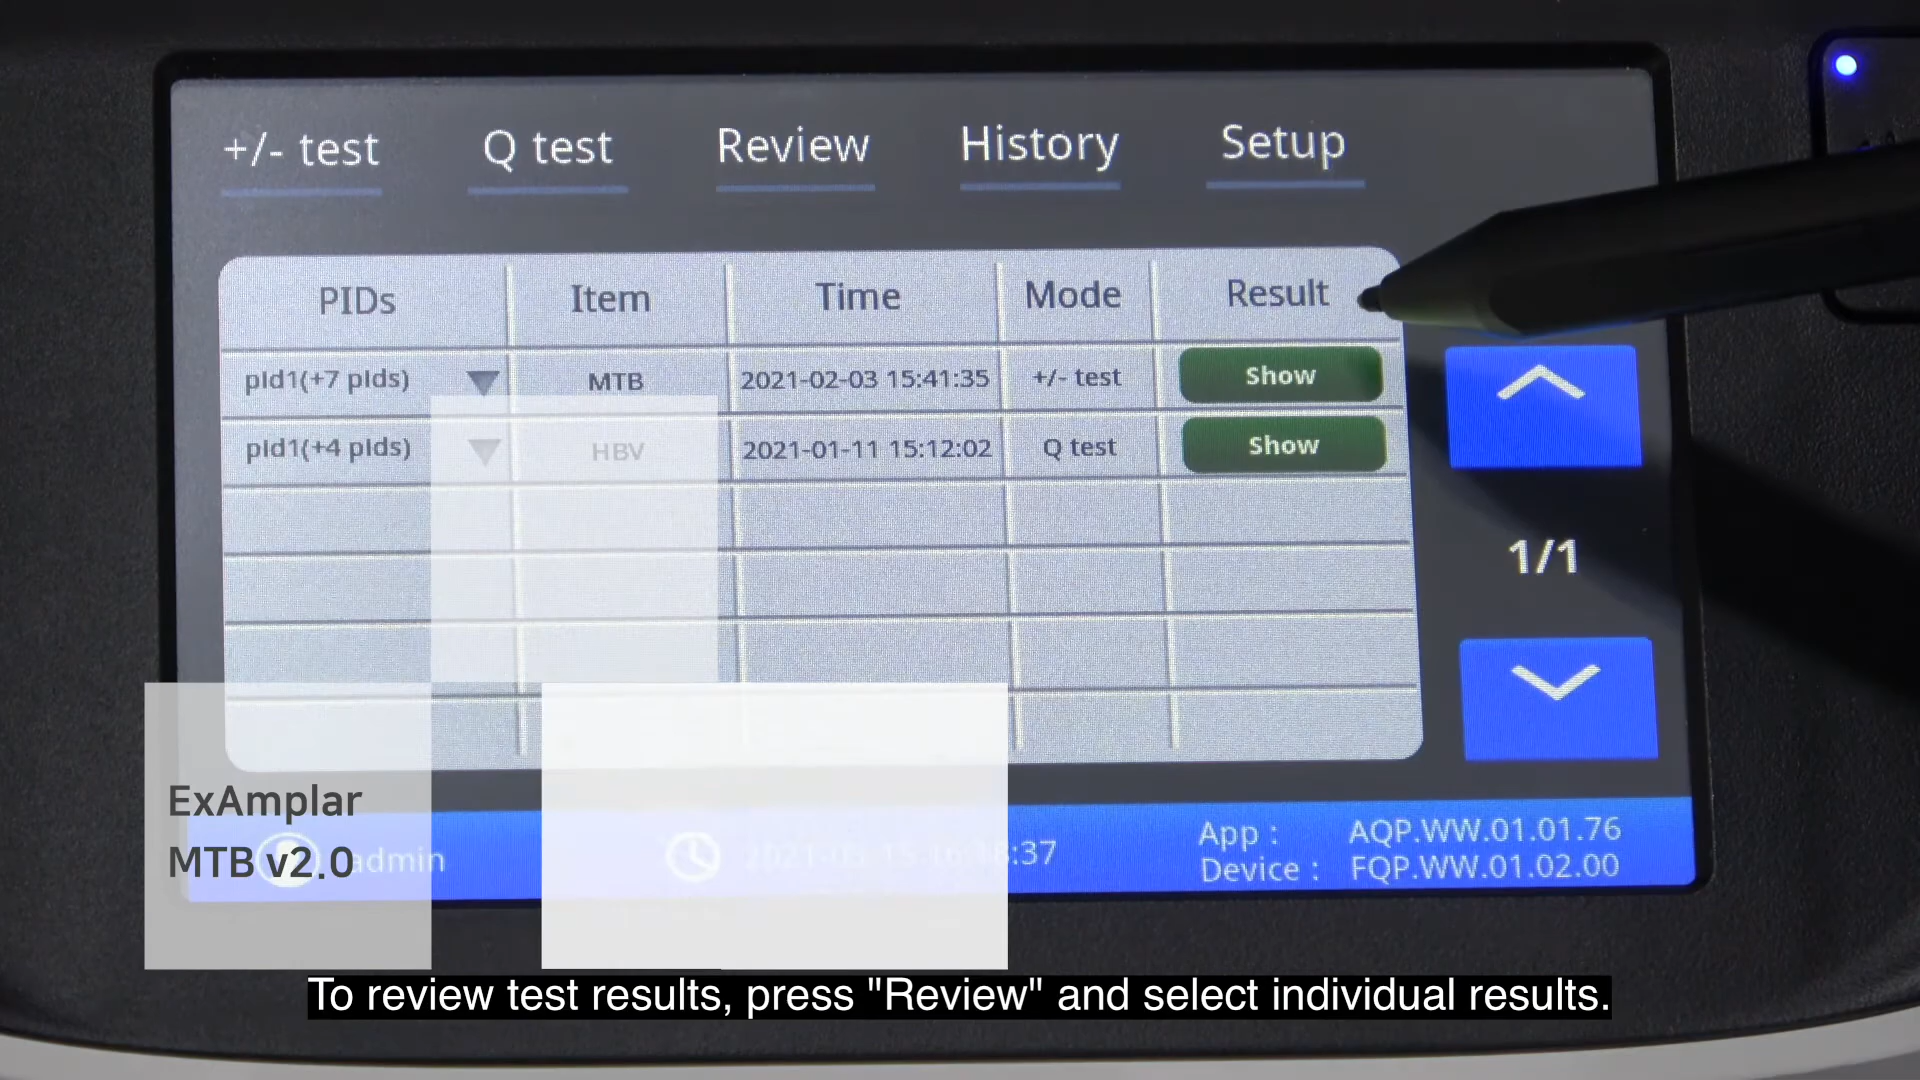 +/- test Q test Review History Setup
PIDs Item Time Mode Result
pid1(+7 pids) MTB 2021-02-03 15:41:35 +/- test Show
pid1(+4 pids) HBV 2021-01-11 15:12:02 Q test Show
1/1
ExAmplar
MTB v2.0
admin
:37
App : AQP.WW.01.01.76
Device : FQP.WW.01.02.00
To review test results, press "Review" and select individual results.